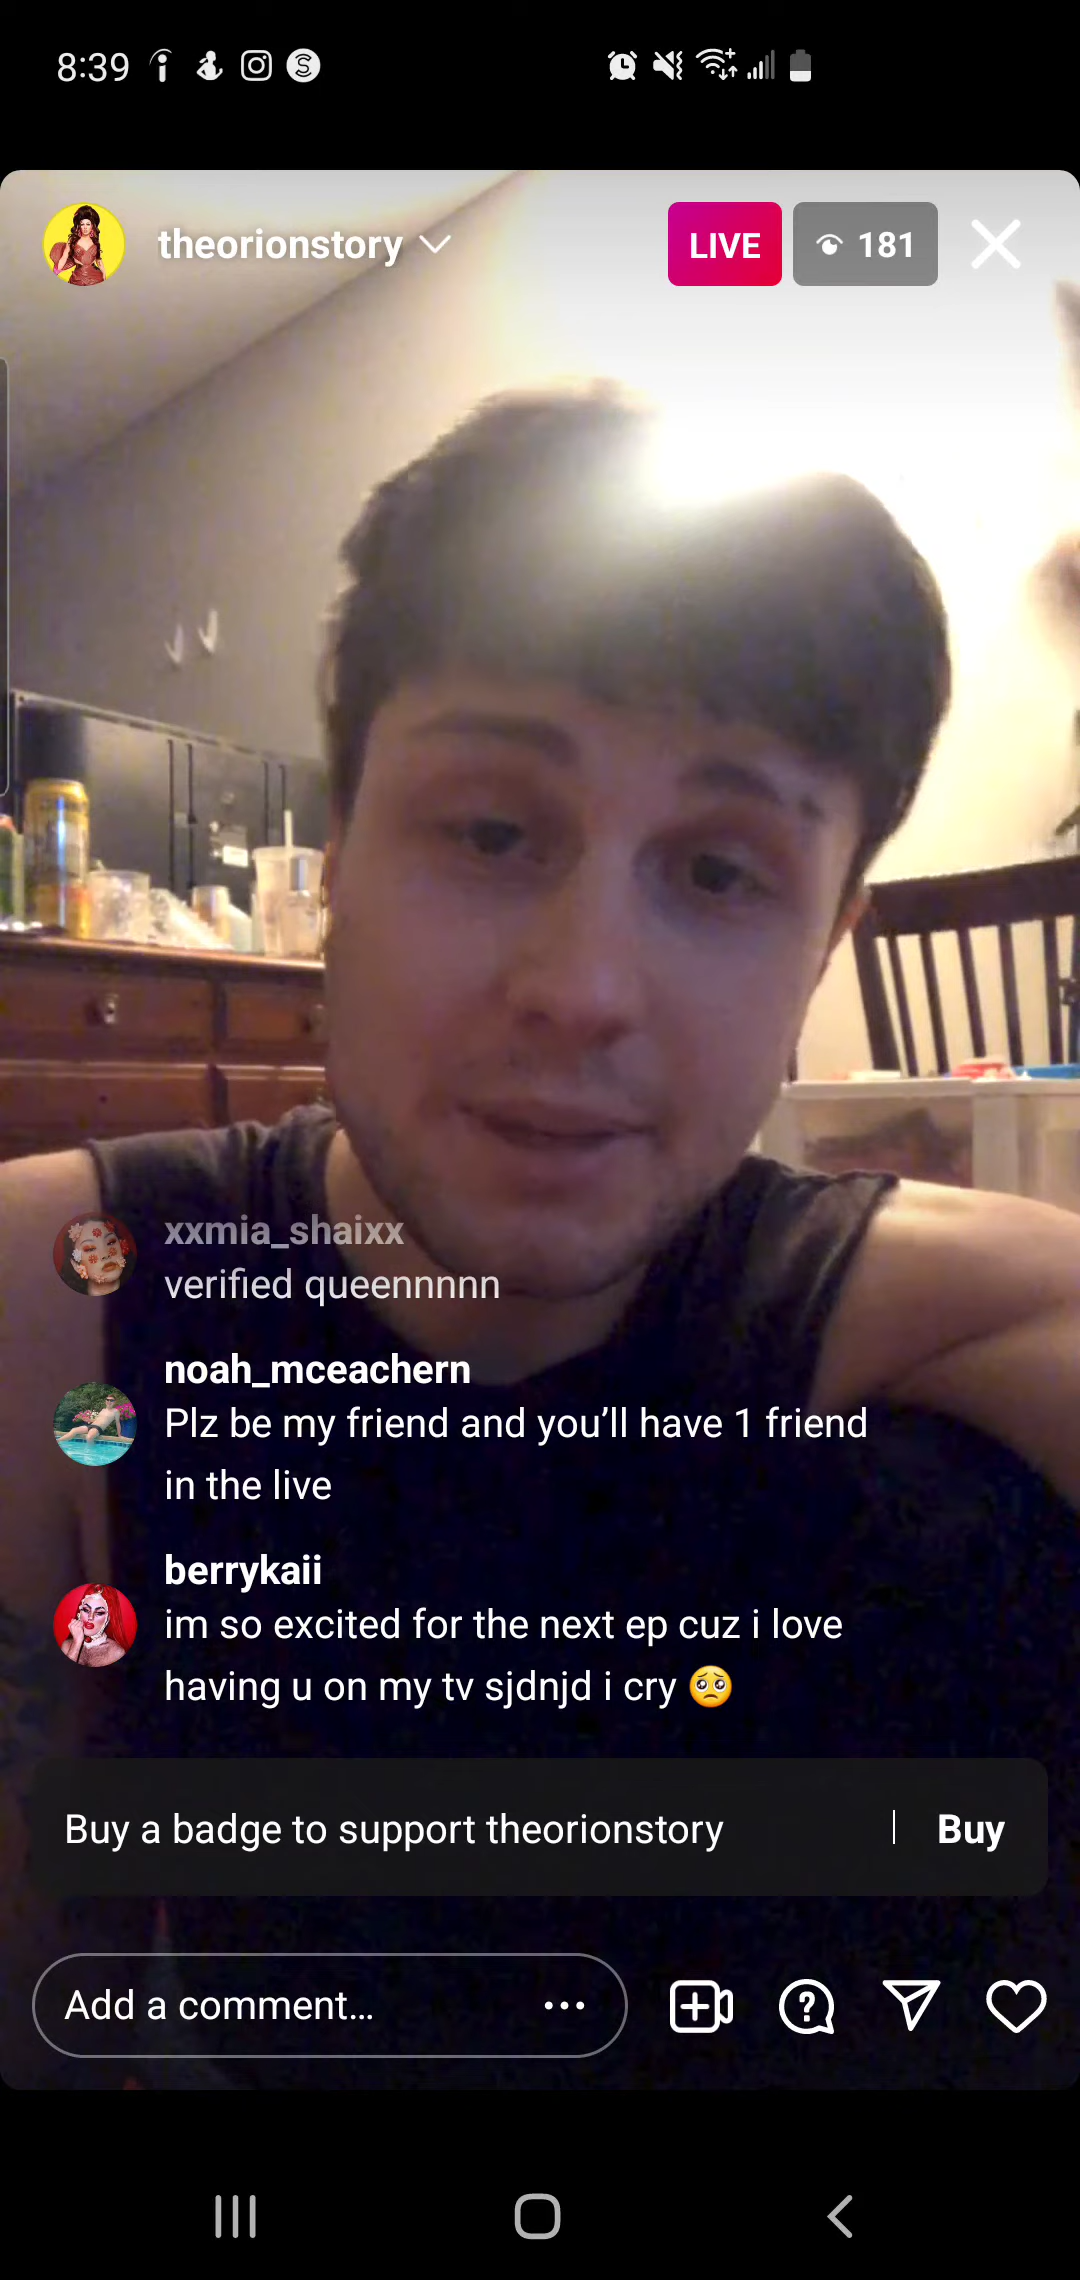 8:39
theorionstory
LIVE
181
xxmia_shaixx
verified queennnnn
noah_mceachern
Plz be my friend and you’ll have 1 friend
in the live
berrykaii
im so excited for the next ep cuz i love
having u on my tv sjdnjd i cry 🥺
Buy a badge to support theorionstory | Buy
Add a comment...